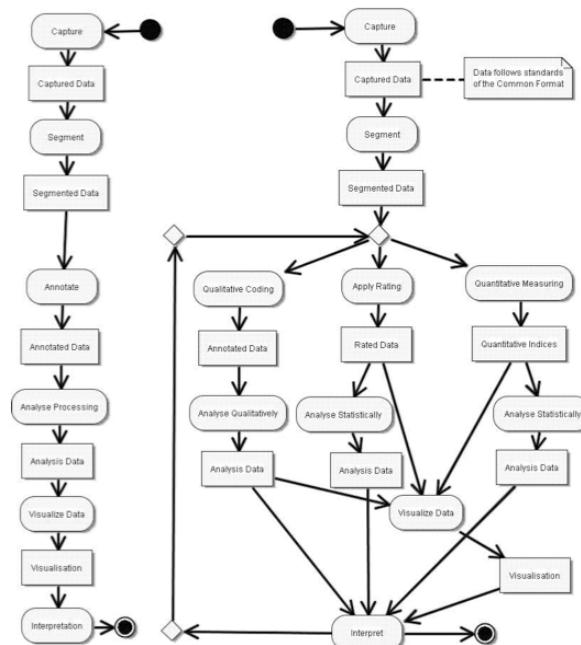 Capture
Captured Data
Segment
Segmented Data
Annotate
Annotated Data
Analyse Processing
Analysis Data
Visualize Data
Visualisation
Interpretation
Capture
Captured Data
Data follows standards
of the Common Format
Segment
Segmented Data
Qualitative Coding
Apply Rating
Quantitative Measuring
Annotated Data
Rated Data
Quantitative Indices
Analyse Qualitatively
Analyse Statistically
Analyse Statistically
Analysis Data
Analysis Data
Analysis Data
Visualize Data
Visualisation
Interpret